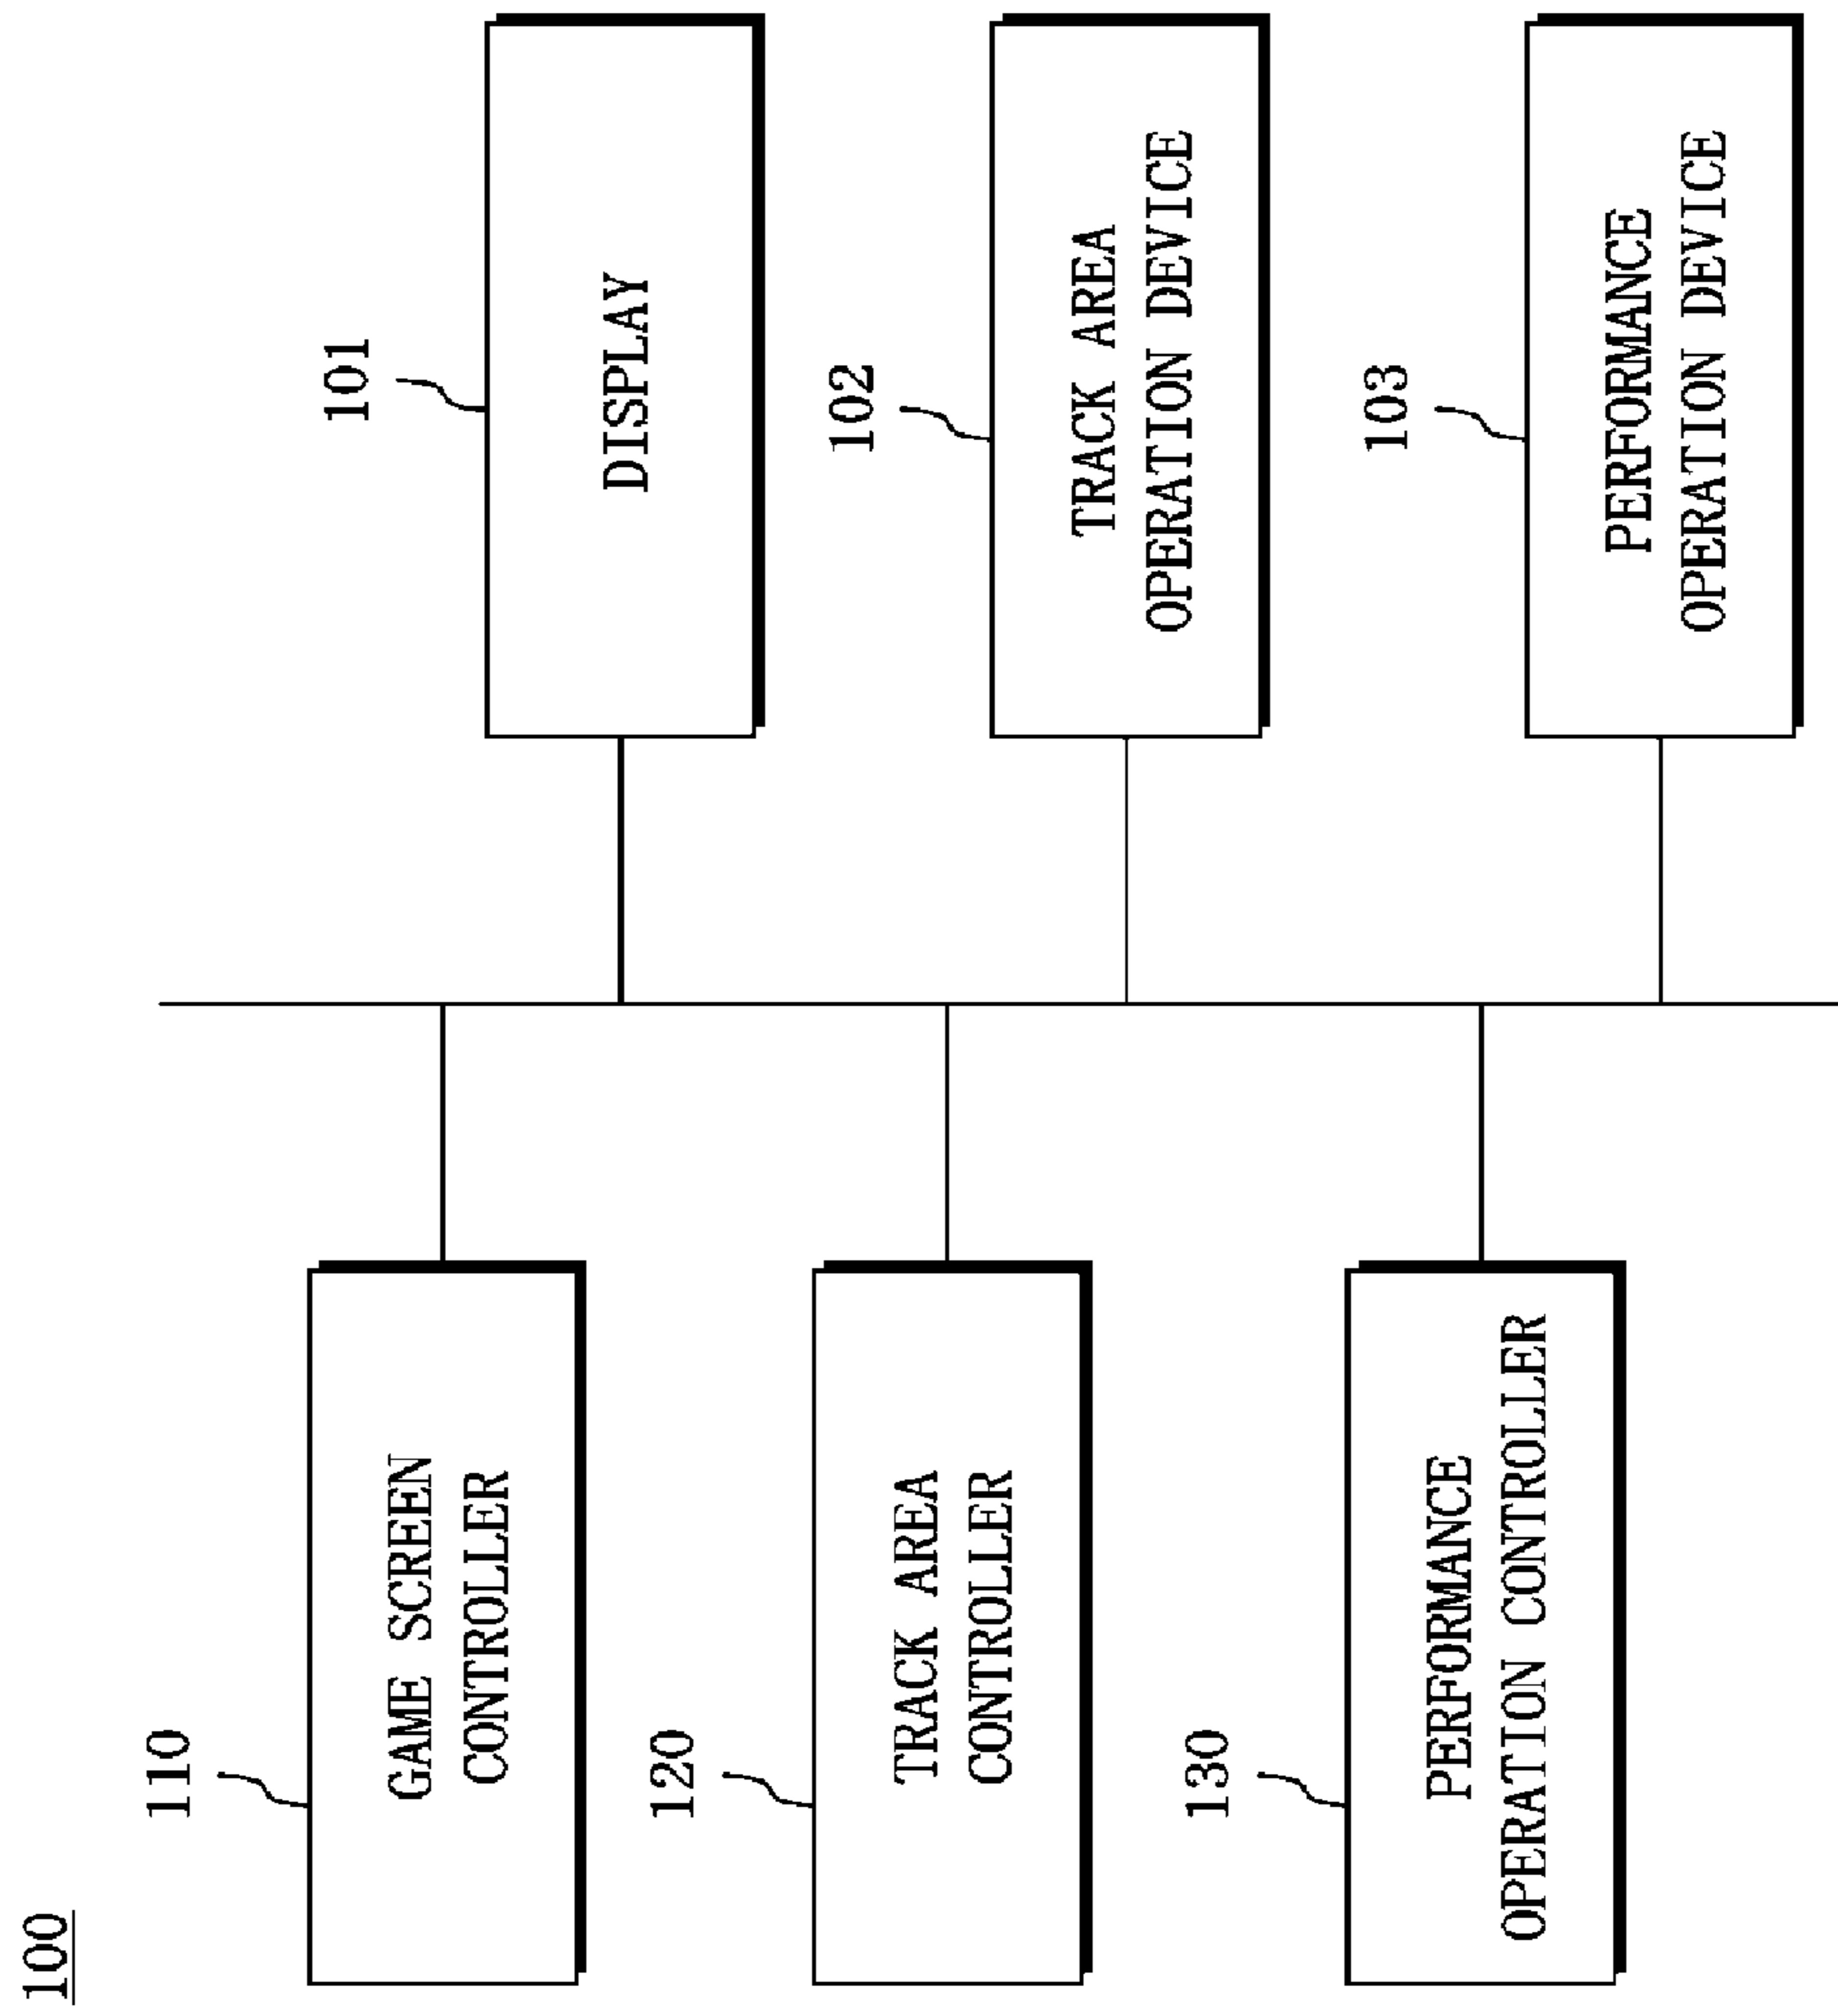 100
110
GAME SCREEN
CONTROLLER
120
TRACK AREA
CONTROLLER
130
PERFORMANCE
OPERATION CONTROLLER
101
DISPLAY
102
TRACK AREA
OPERATION DEVICE
103
PERFORMANCE
OPERATION DEVICE